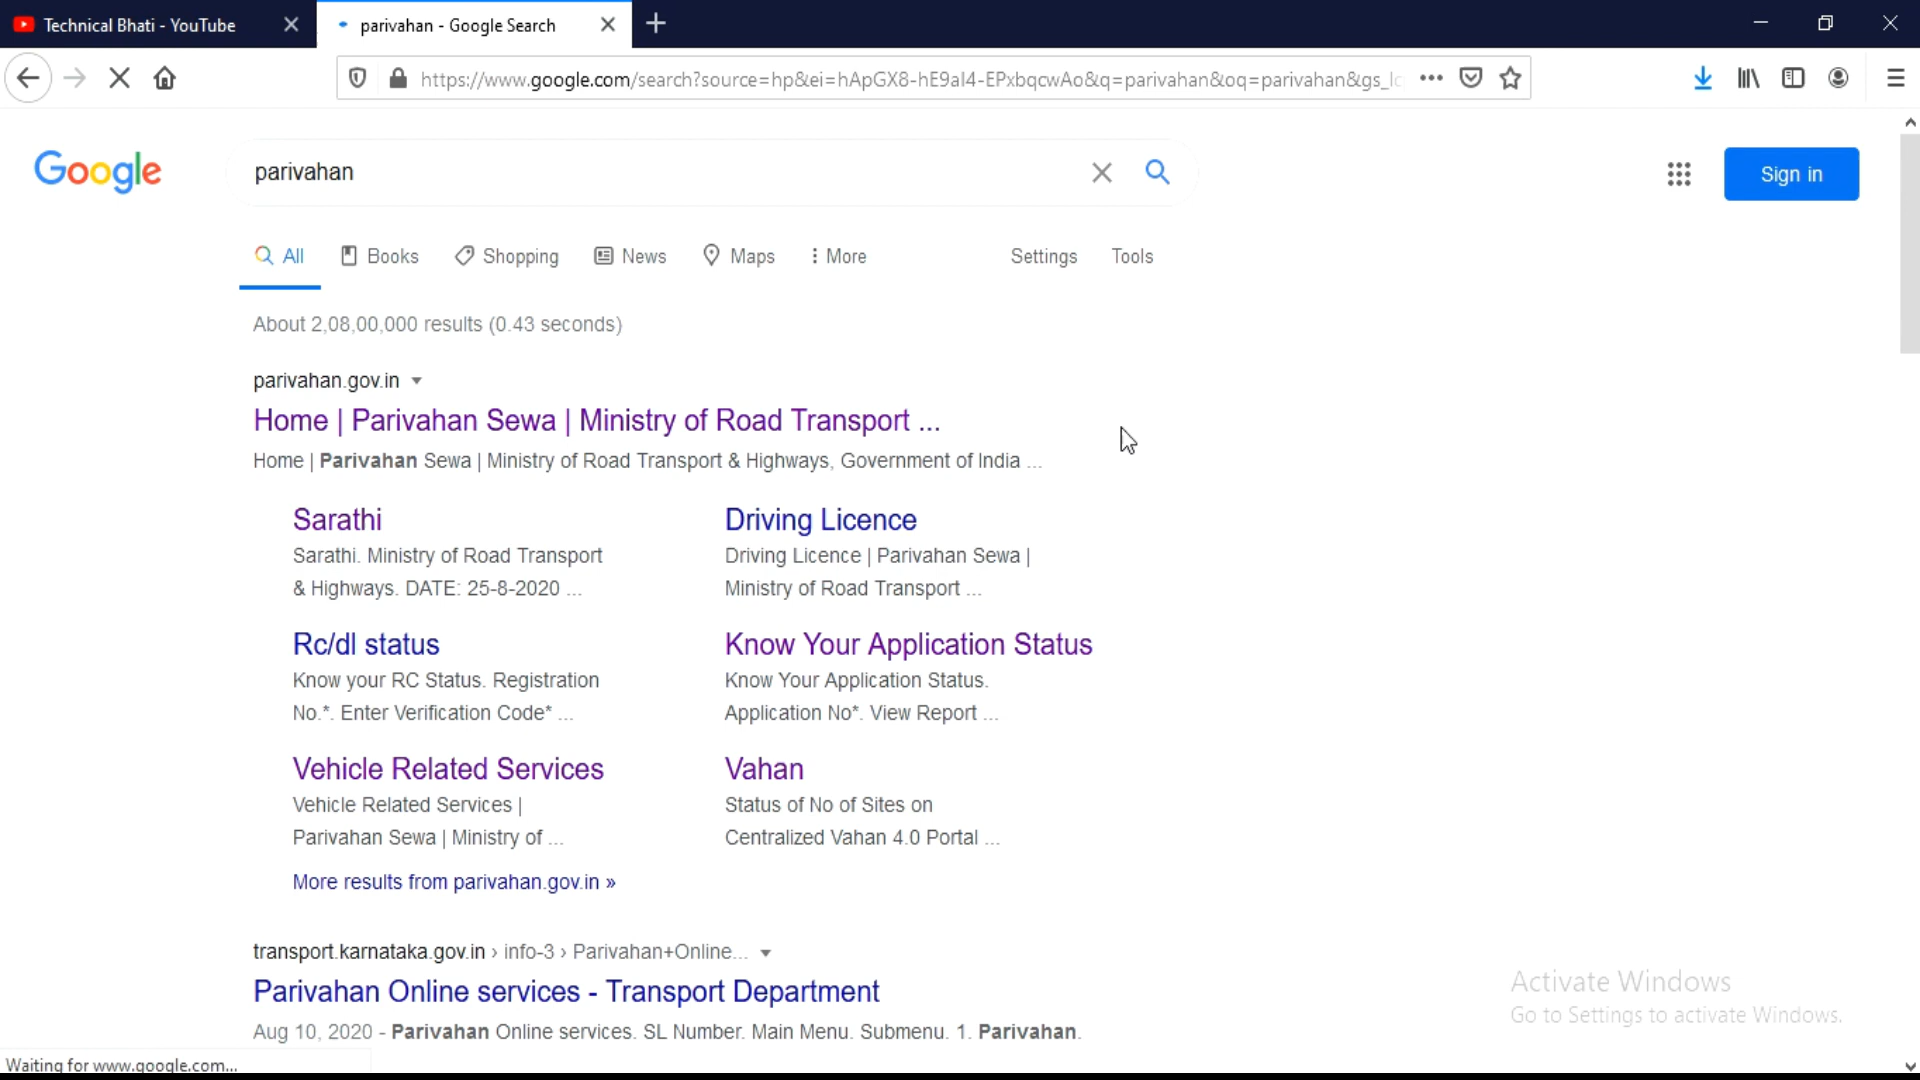 Technical Bhati - YouTube
parivahan - Google Search
https://www.google.com/search?source=hp&ei=hApGX8-hE9aI4-EPxbqcwAo&q=parivahan&oq=parivahan&gs_lc
Google
parivahan
Sign in
All
Books
Shopping
News
Maps
More
Settings
Tools
About 2,08,00,000 results (0.43 seconds)
parivahan.gov.in
Home | Parivahan Sewa | Ministry of Road Transport ...
Home | Parivahan Sewa | Ministry of Road Transport & Highways, Government of India ...
Sarathi
Sarathi. Ministry of Road Transport
& Highways. DATE: 25-8-2020 ...
Driving Licence
Driving Licence | Parivahan Sewa |
Ministry of Road Transport ...
Rc/dl status
Know your RC Status. Registration
No.*. Enter Verification Code* ...
Know Your Application Status
Know Your Application Status.
Application No*. View Report ...
Vehicle Related Services
Vehicle Related Services |
Parivahan Sewa | Ministry of ...
Vahan
Status of No of Sites on
Centralized Vahan 4.0 Portal ...
More results from parivahan.gov.in »
transport.karnataka.gov.in › info-3 › Parivahan+Online...
Parivahan Online services - Transport Department
Aug 10, 2020 - Parivahan Online services. SL Number. Main Menu. Submenu. 1. Parivahan.
Activate Windows
Go to Settings to activate Windows.
Waiting for www.google.com...